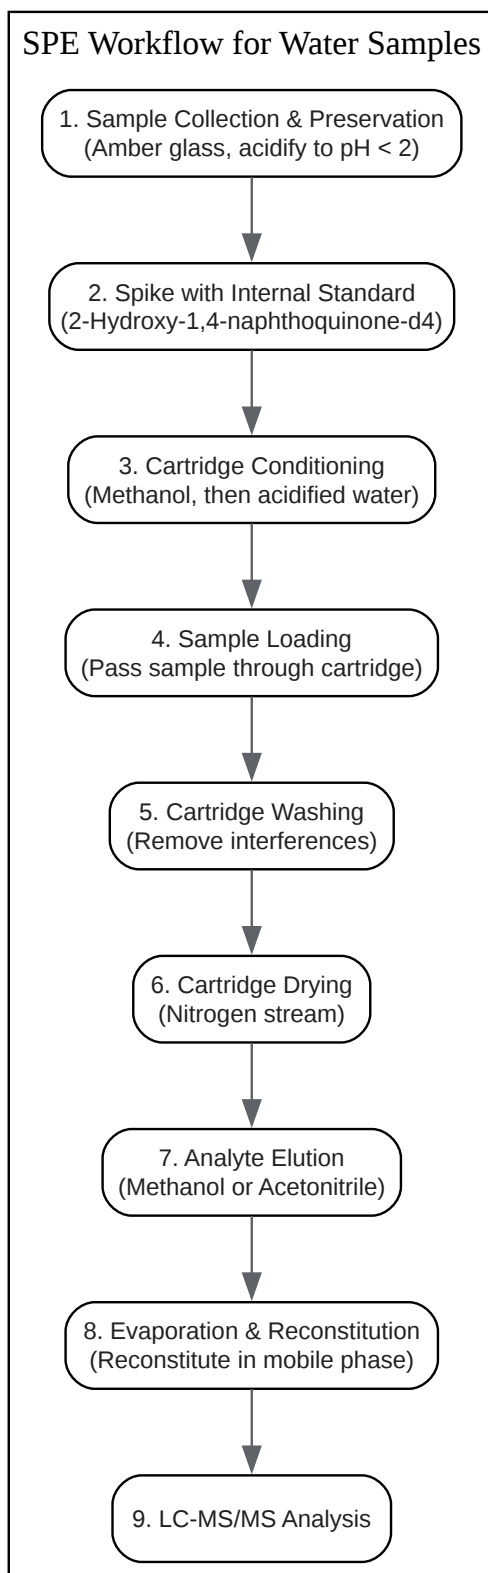 SPE Workflow for Water Samples
1. Sample Collection & Preservation
(Amber glass, acidify to pH < 2)
2. Spike with Internal Standard
(2-Hydroxy-1,4-naphthoquinone-d4)
3. Cartridge Conditioning
(Methanol, then acidified water)
4. Sample Loading
(Pass sample through cartridge)
5. Cartridge Washing
(Remove interferences)
6. Cartridge Drying
(Nitrogen stream)
7. Analyte Elution
(Methanol or Acetonitrile)
8. Evaporation & Reconstitution
(Reconstitute in mobile phase)
9. LC-MS/MS Analysis